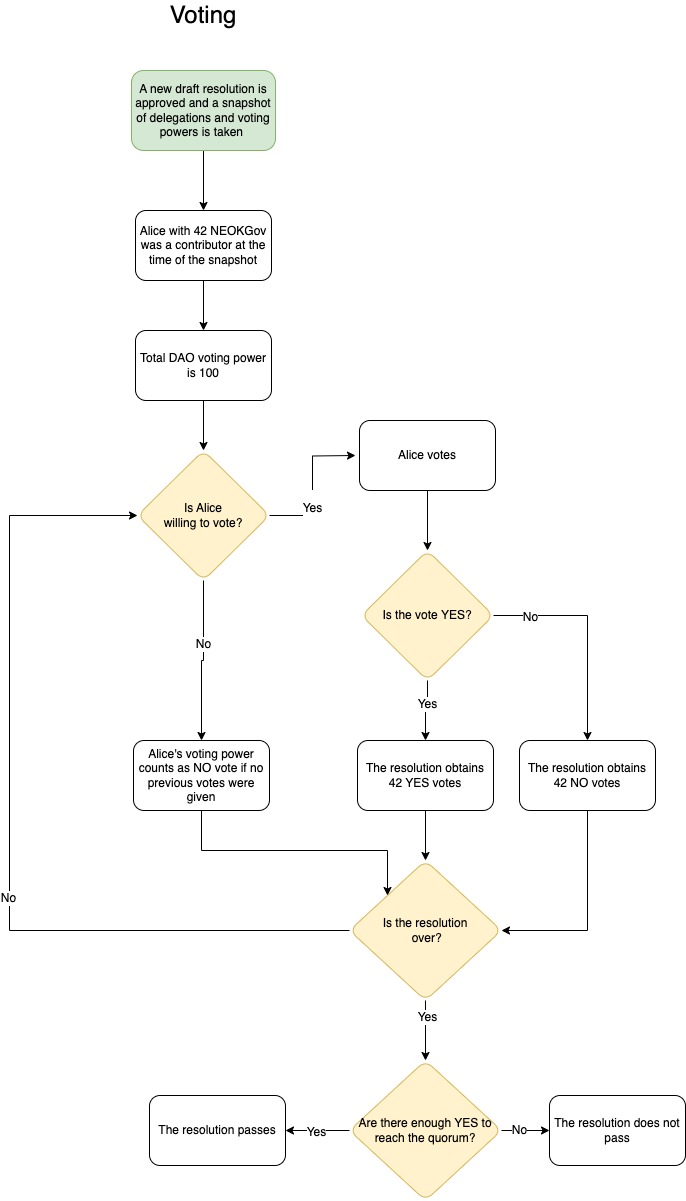 Voting
A new draft resolution is
approved and a snapshot
of delegations and voting
powers is taken
Alice with 42 NEOKGov
was a contributor at the
time of the snapshot
Total DAO voting power
is 100
Alice votes
Is Alice
willing to vote?
Yes
Is the vote YES?
No
No
Yes
Alice's voting power
counts as NO vote if no
previous votes were
given
The resolution obtains
42 YES votes
The resolution obtains
42 NO votes
No
Is the resolution
over?
Yes
The resolution passes
Yes
Are there enough YES to
reach the quorum?
No
The resolution does not
pass